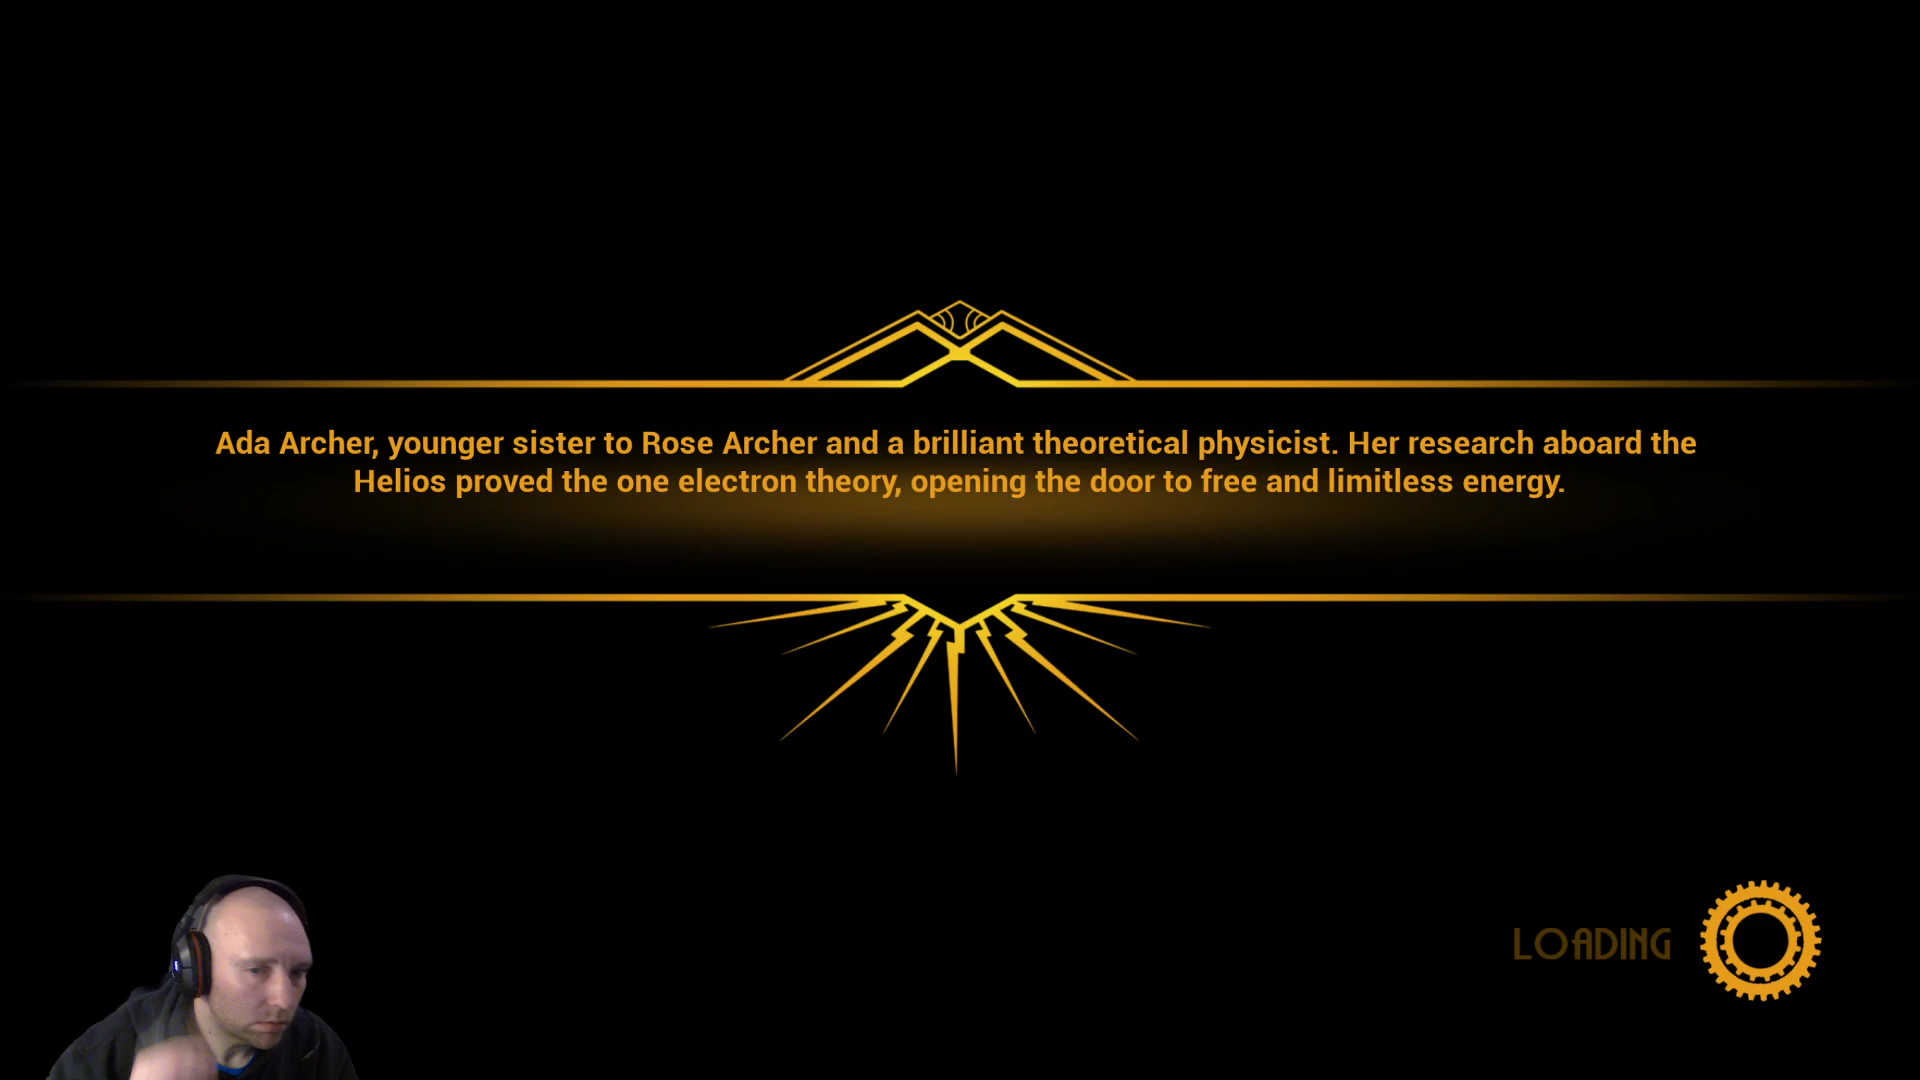 Ada Archer, younger sister to Rose Archer and a brilliant theoretical physicist. Her research aboard the
Helios proved the one electron theory, opening the door to free and limitless energy.
LOADING